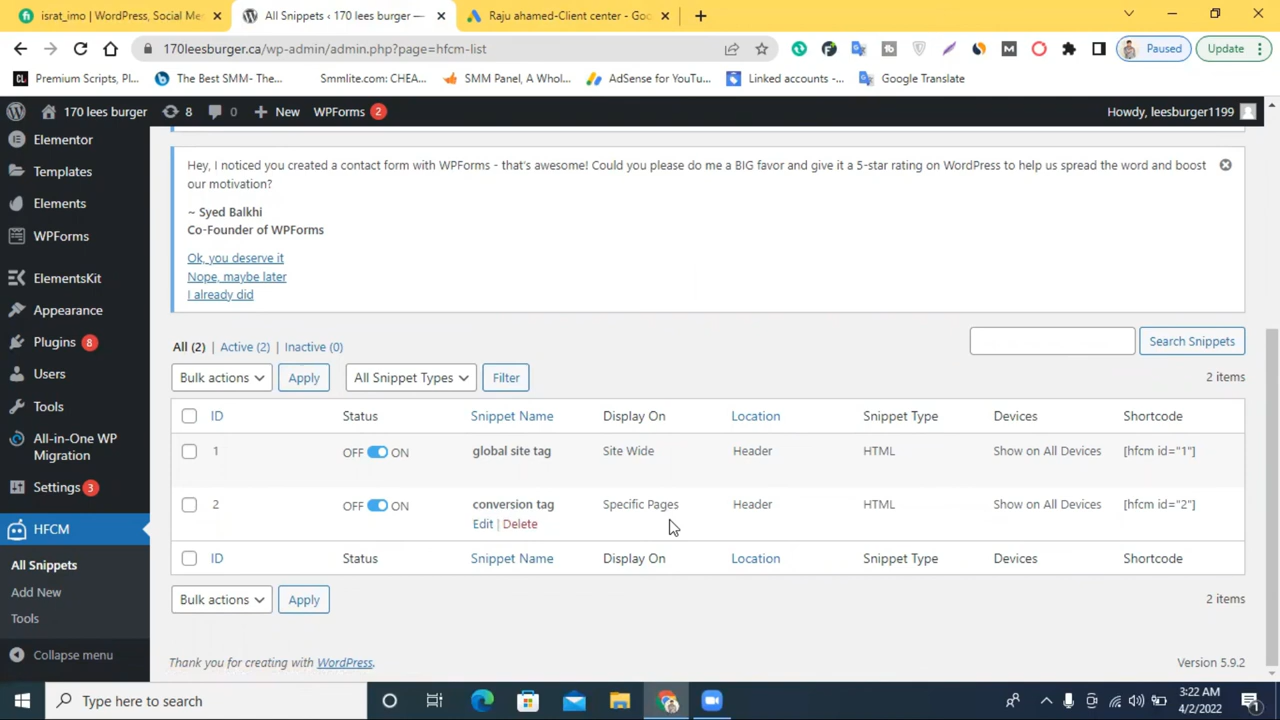 israt_imo | WordPress, Social Me
All Snippets ‹ 170 lees burger —
Raju ahamed-Client center - Goo
170leesburger.ca/wp-admin/admin.php?page=hfcm-list
Paused
Update
Premium Scripts, Pl...
The Best SMM- The...
Smmlite.com: CHEA...
SMM Panel, A Whol...
AdSense for YouTu...
Linked accounts -...
Google Translate
170 lees burger
8
0
New
WPForms 2
Howdy, leesburger1199
Elementor
Templates
Elements
WPForms
ElementsKit
Appearance
Plugins 8
Users
Tools
All-in-One WP
Migration
Settings 3
HFCM
All Snippets
Add New
Tools
Collapse menu
Hey, I noticed you created a contact form with WPForms - that's awesome! Could you please do me a BIG favor and give it a 5-star rating on WordPress to help us spread the word and boost
our motivation?
~ Syed Balkhi
Co-Founder of WPForms
Ok, you deserve it
Nope, maybe later
I already did
All (2) | Active (2) | Inactive (0)
Search Snippets
Bulk actions Apply All Snippet Types Filter 2 items
ID Status Snippet Name Display On Location Snippet Type Devices Shortcode
1 OFF ON global site tag Site Wide Header HTML Show on All Devices [hfcm id="1"]
2 OFF ON conversion tag Specific Pages Header HTML Show on All Devices [hfcm id="2"]
Edit | Delete
ID Status Snippet Name Display On Location Snippet Type Devices Shortcode
Bulk actions Apply 2 items
Thank you for creating with WordPress. Version 5.9.2
Type here to search
3:22 AM
4/2/2022
1